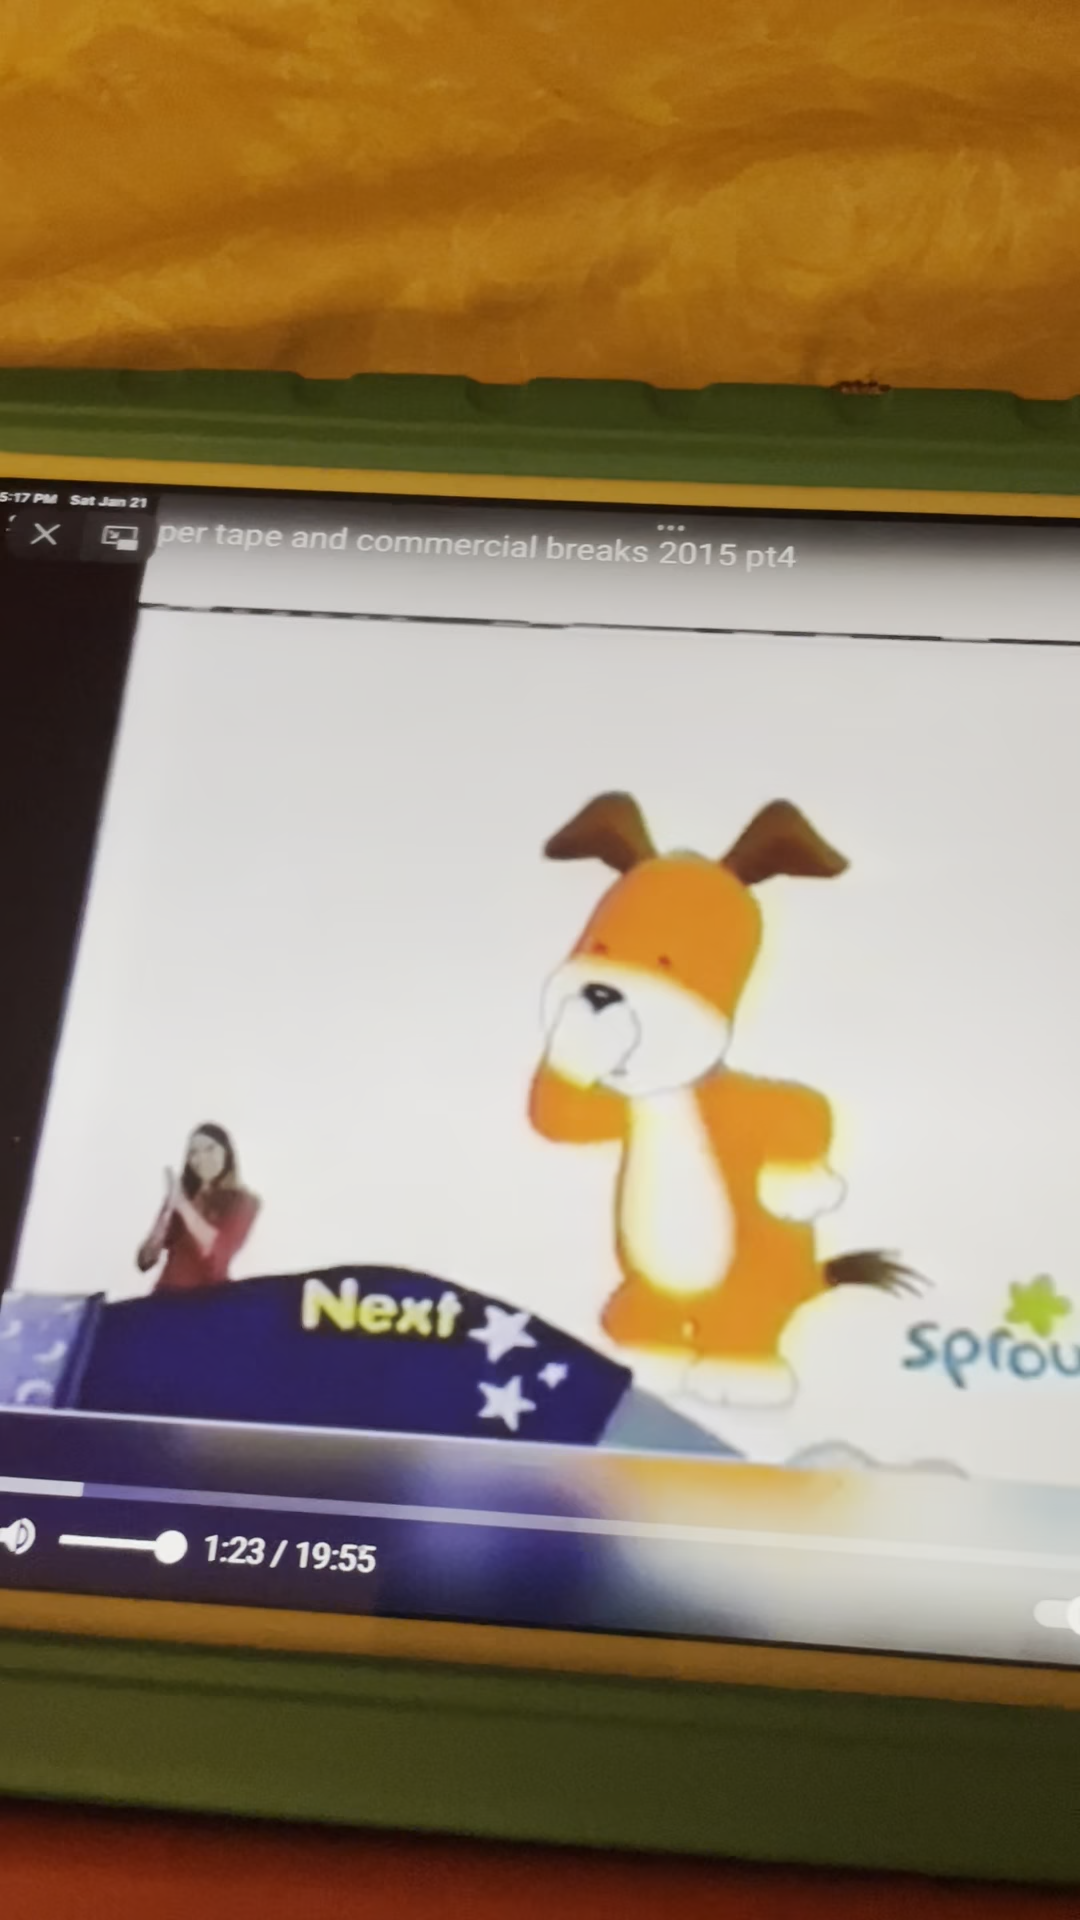 5:17 PM Sat Jan 21
per tape and commercial breaks 2015 pt4
Next
sprou
1:23 / 19:55